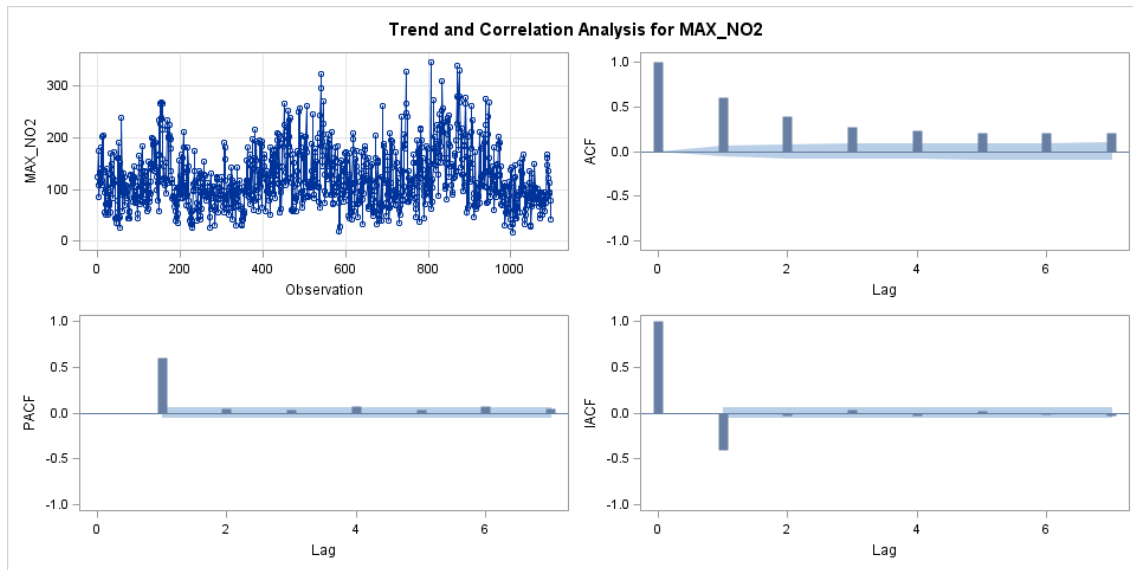 Trend and Correlation Analysis for MAX_NO2
MAX_NO2
300
200
100
0
0 200 400 600 800 1000
Observation
ACF
1.0
0.5
0.0
-0.5
-1.0
0 2 4 6
Lag
PACF
1.0
0.5
0.0
-0.5
-1.0
0 2 4 6
Lag
IACF
1.0
0.5
0.0
-0.5
-1.0
0 2 4 6
Lag